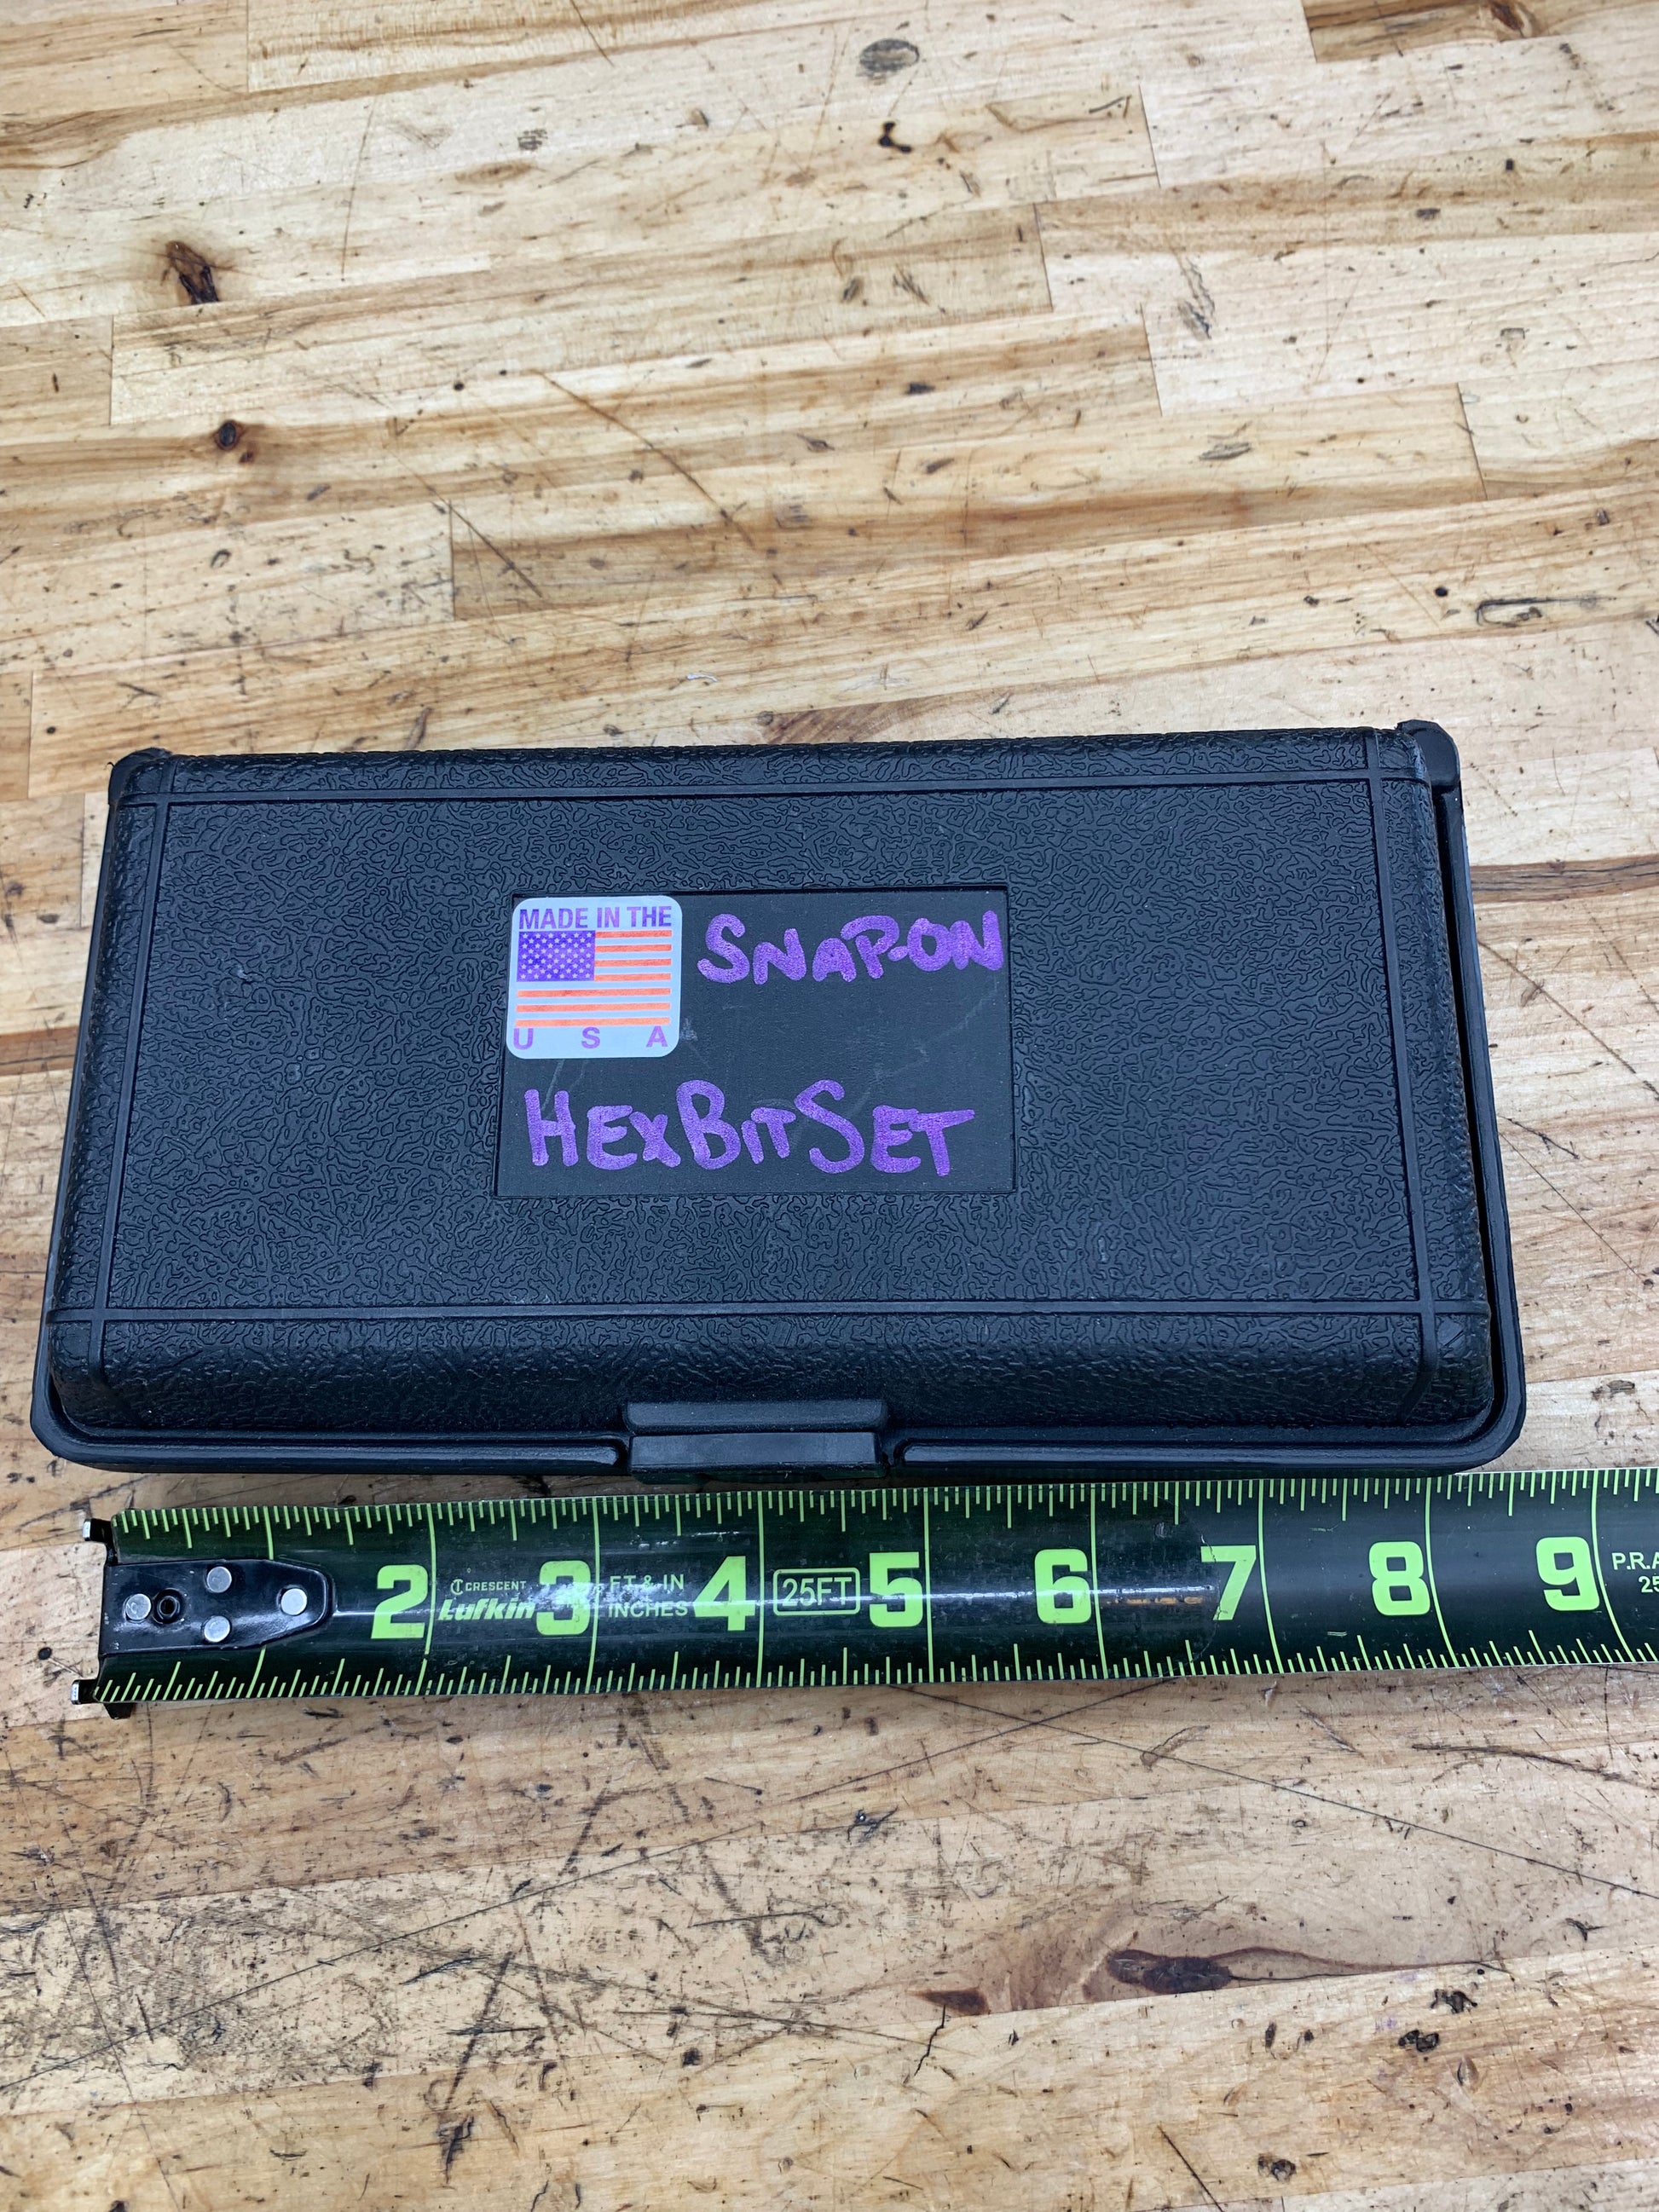 MADE IN THE
U S A
SNAP-ON
HEXBITSET
2 3 4 5 6 7 8 9
CRESCENT
Lufkin
FT & IN
INCHES
25FT
P.R.A
25